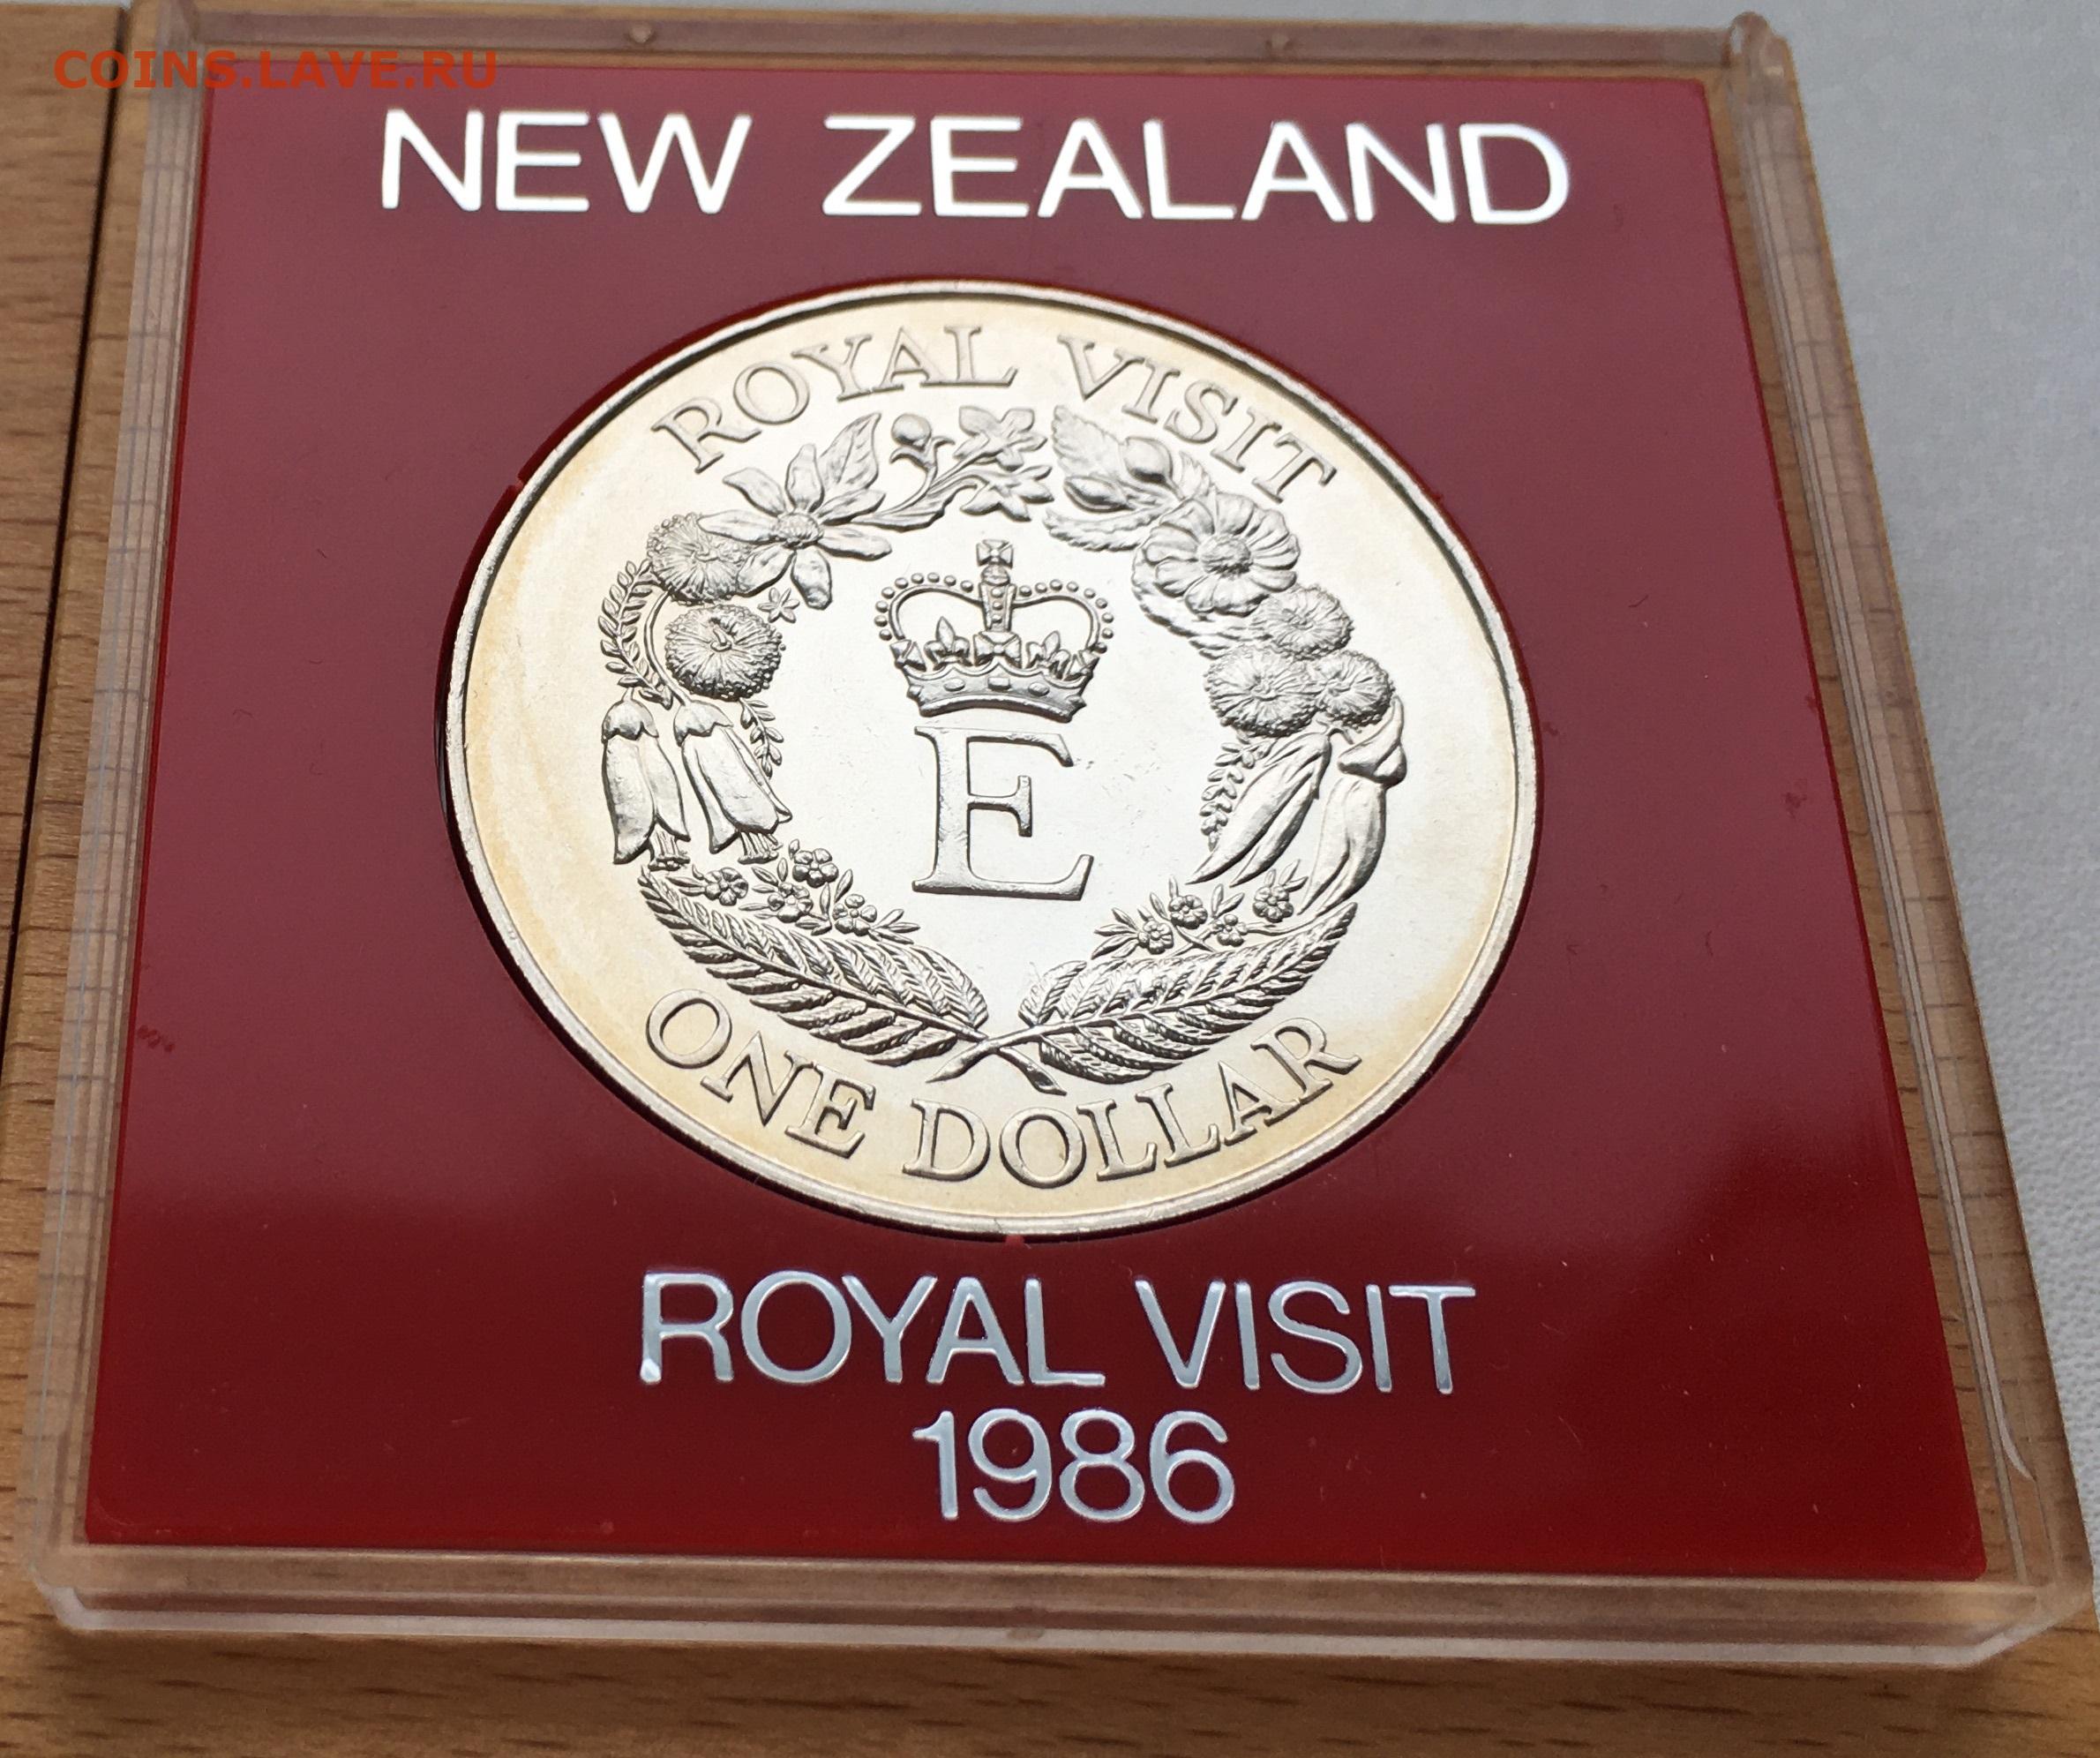 COINS.LAVE.RU
NEW ZEALAND
ROYAL VISIT
E
ONE DOLLAR
ROYAL VISIT
1986